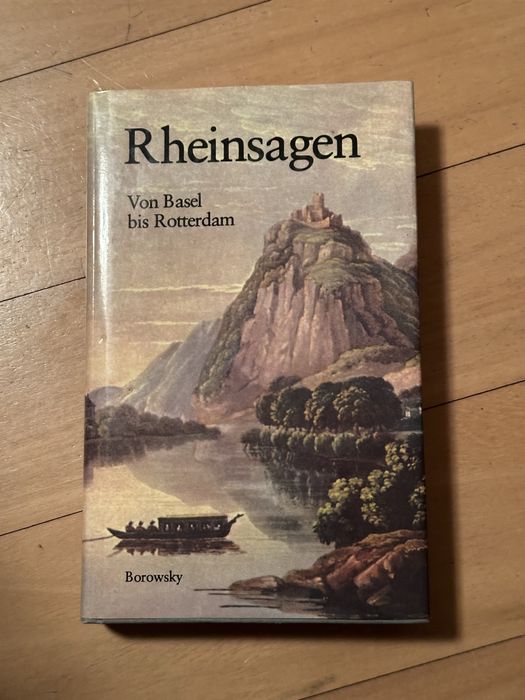 Rheinsagen
Von Basel
bis Rotterdam
Borowsky